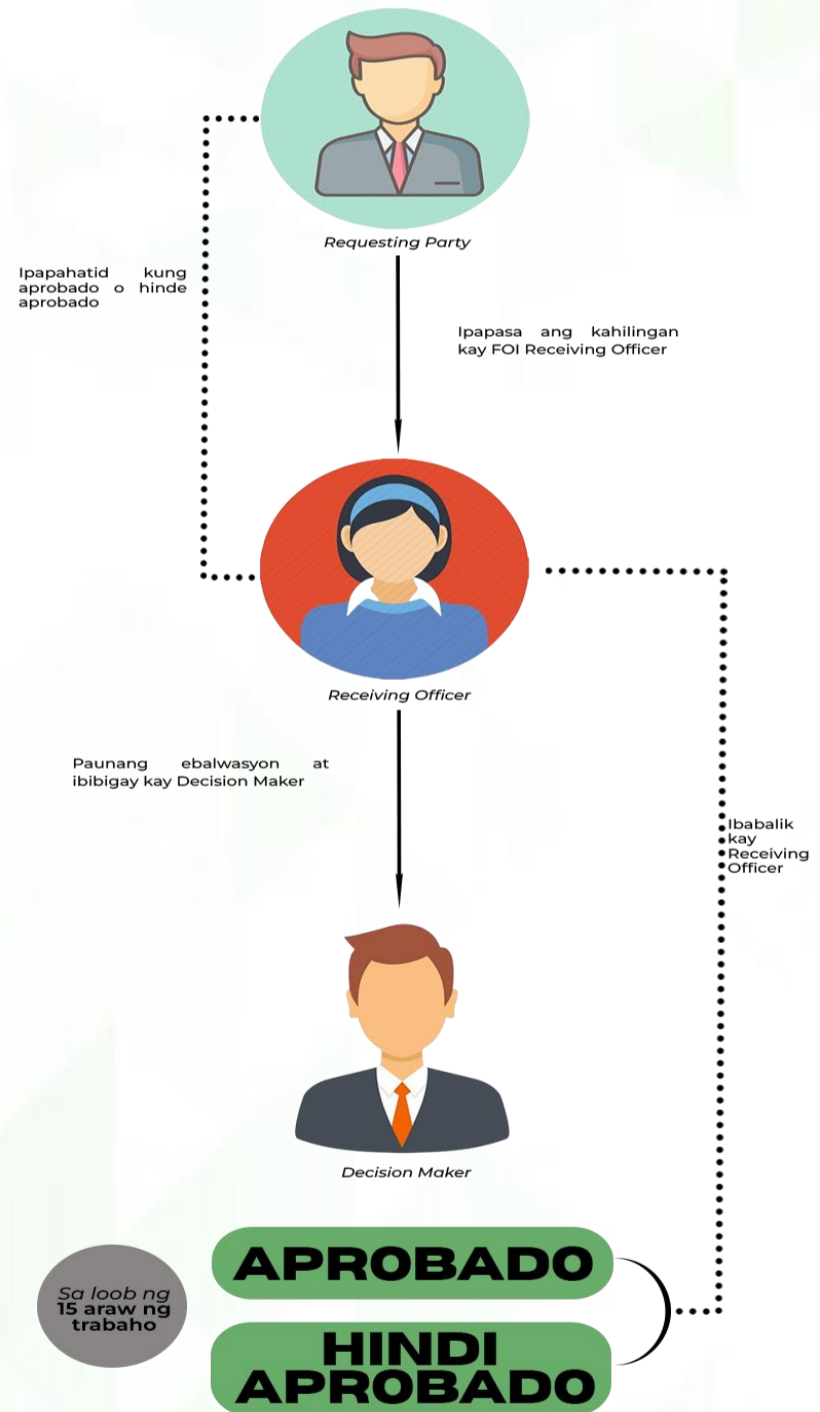 Requesting Party
Ipapahatid kung
aprobado o hinde
aprobado
Ipapasa ang kahilingan
kay FOI Receiving Officer
Receiving Officer
Paunang ebalwasyon at
ibibigay kay Decision Maker
Ibabalik
kay
Receiving
Officer
Decision Maker
APROBADO
Sa loob ng
15 araw ng
trabaho
HINDI
APROBADO